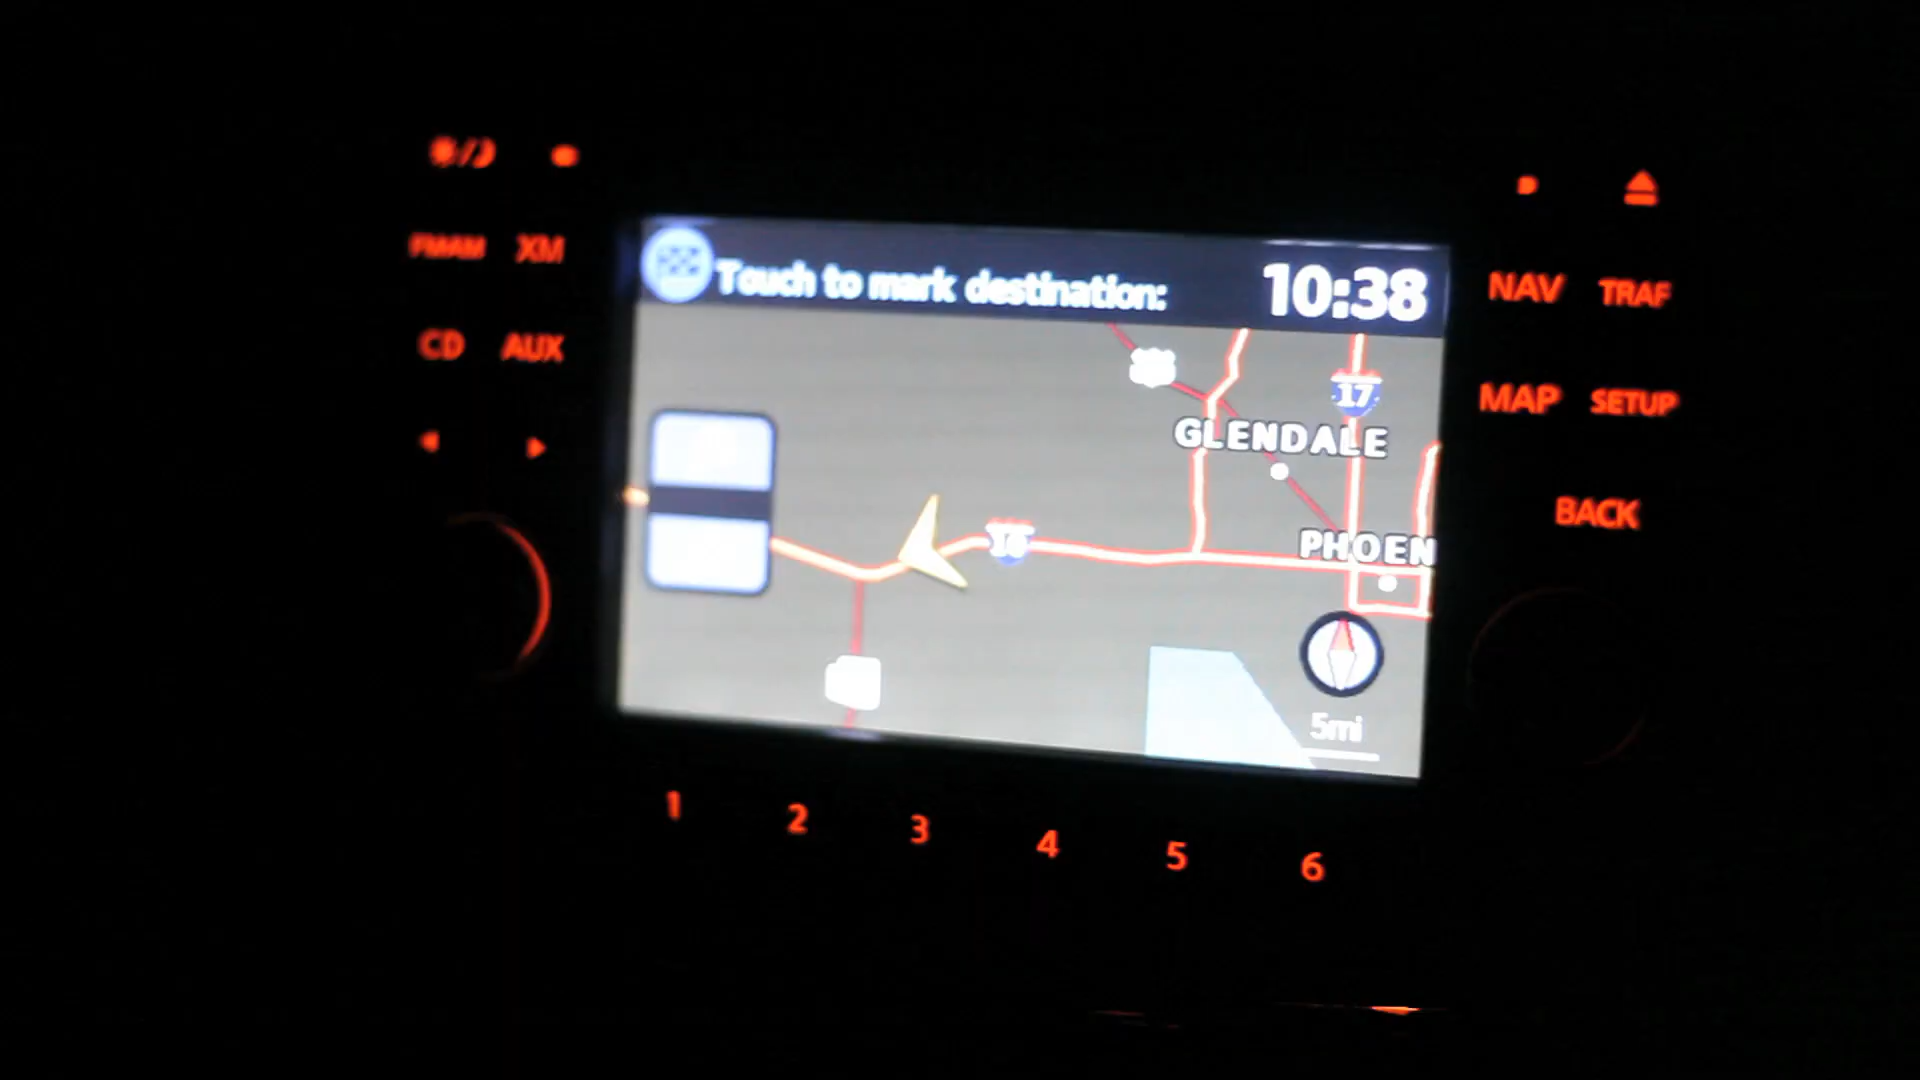 FM·AM XM
CD AUX
Touch to mark destination: 10:38
17
GLENDALE
10
PHOEN
5mi
NAV TRAF
MAP SETUP
BACK
1 2 3 4 5 6